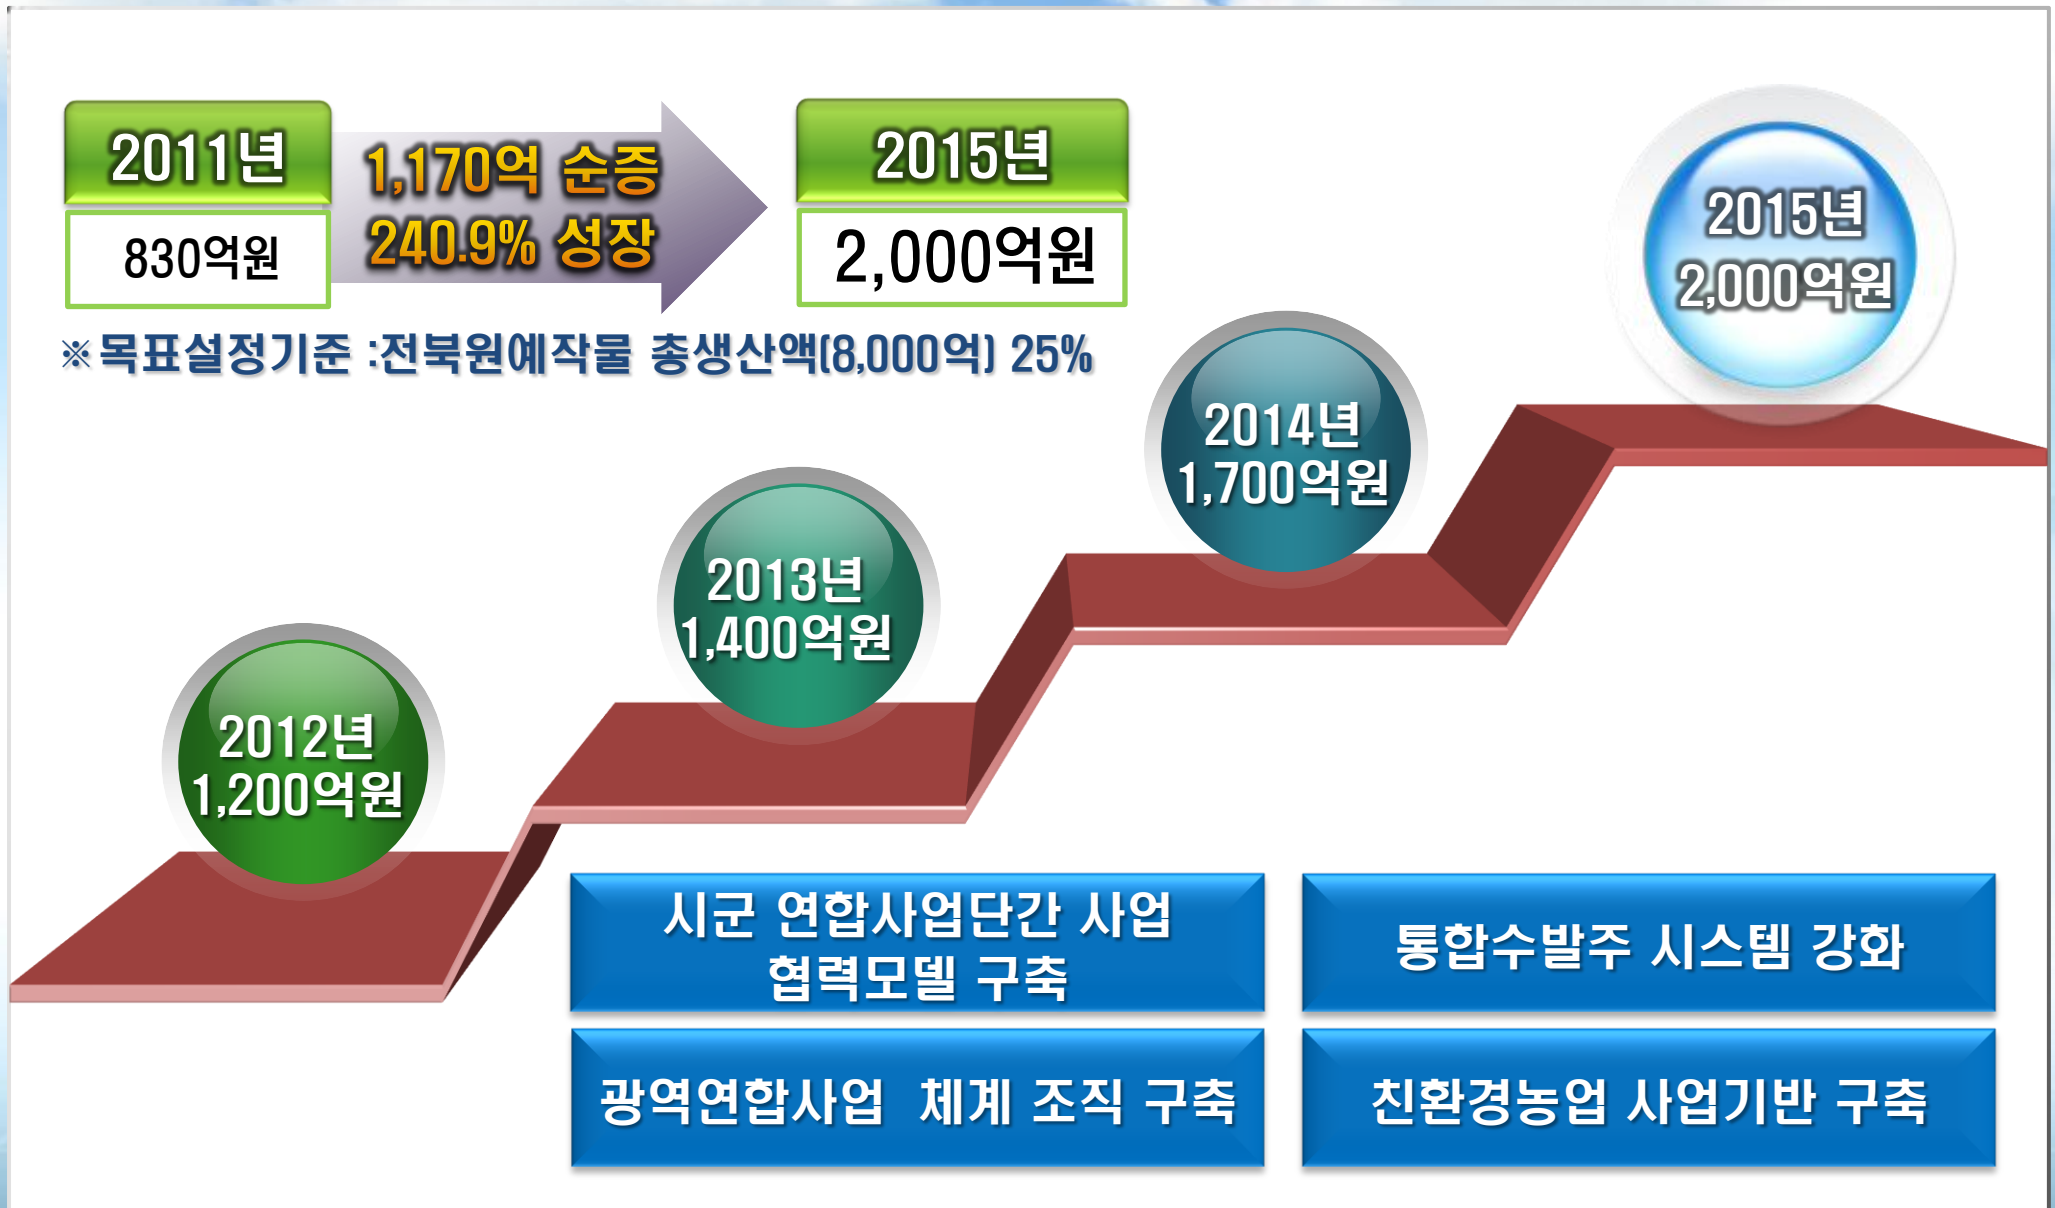 2011년
830억원
1,170억 순증
240.9% 성장
2015년
2,000억원
※목표설정기준 :전북원예작물 총생산액(8,000억) 25%
2015년
2,000억원
2014년
1,700억원
2013년
1,400억원
2012년
1,200억원
시군 연합사업단간 사업
협력모델 구축
통합수발주 시스템 강화
광역연합사업 체계 조직 구축
친환경농업 사업기반 구축